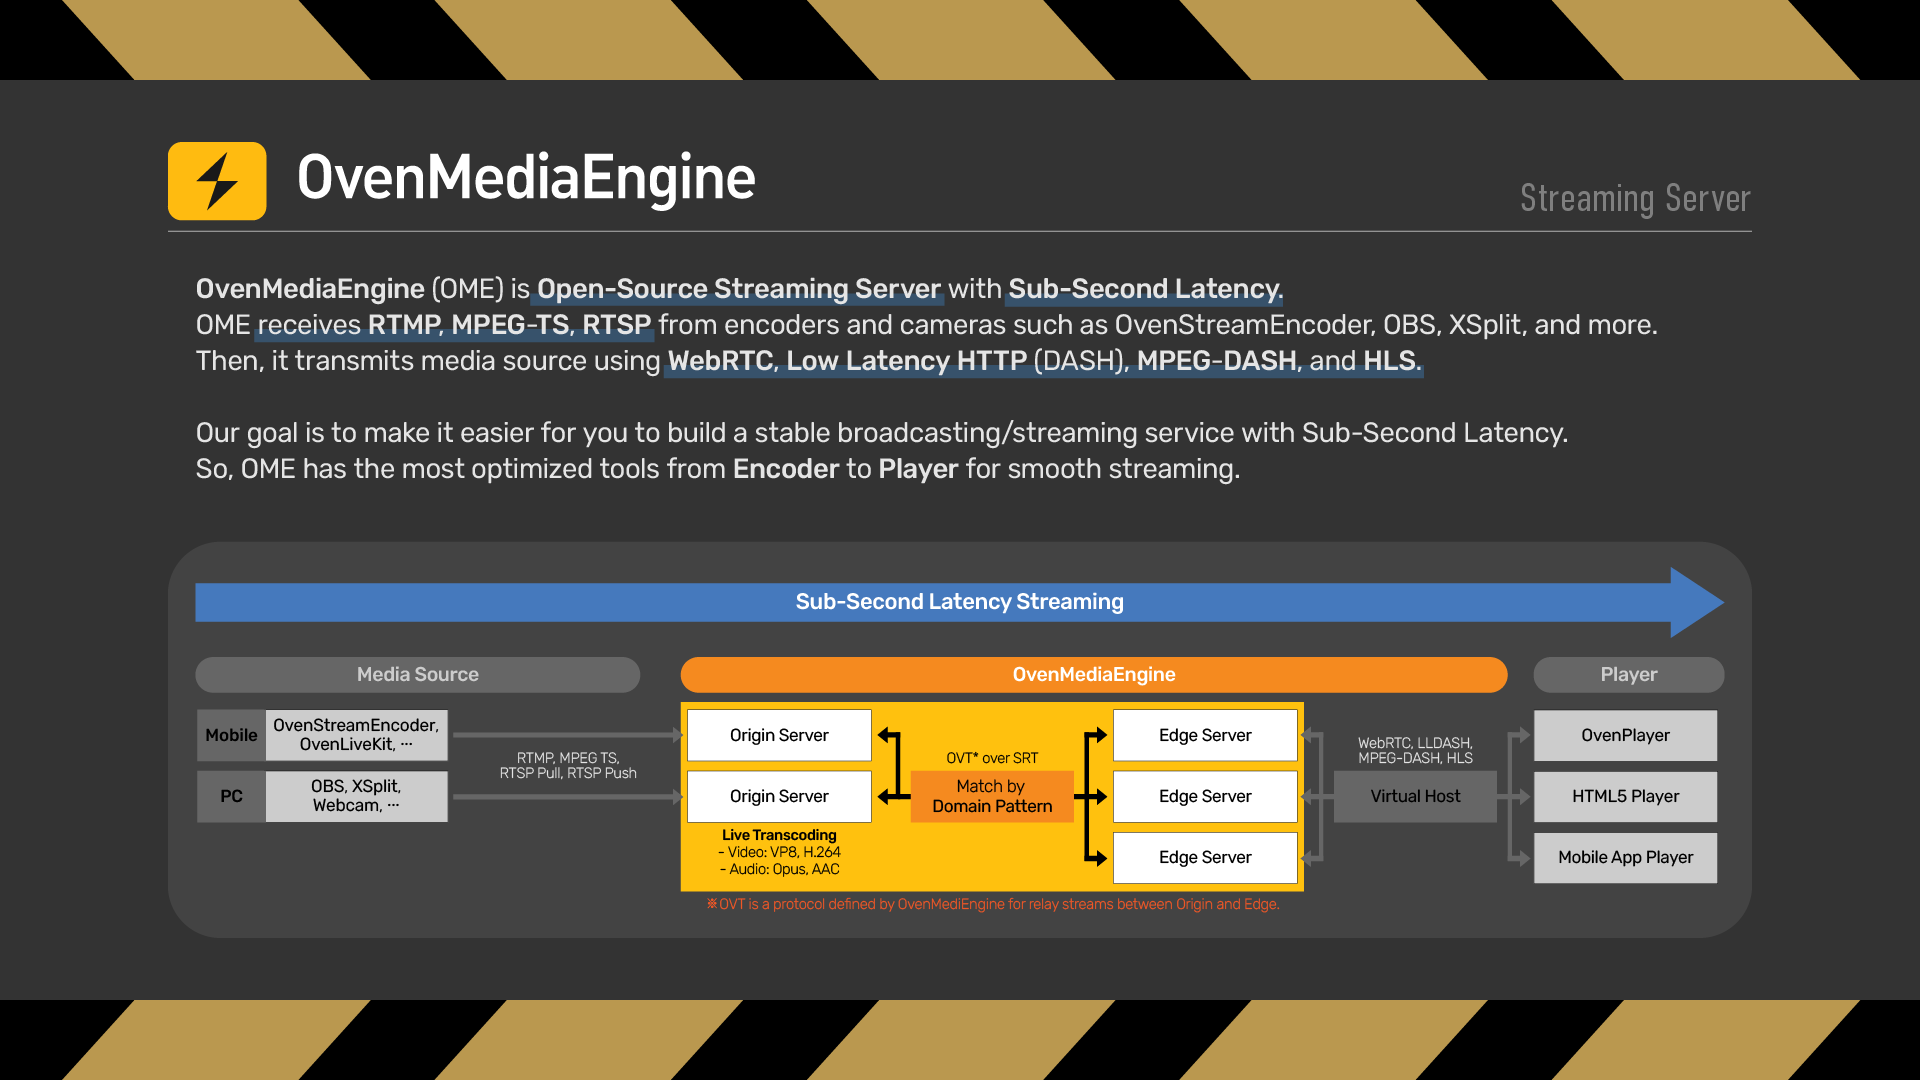 OvenMediaEngine
Streaming Server
OvenMediaEngine (OME) is Open-Source Streaming Server with Sub-Second Latency.
OME receives RTMP, MPEG-TS, RTSP from encoders and cameras such as OvenStreamEncoder, OBS, XSplit, and more.
Then, it transmits media source using WebRTC, Low Latency HTTP (DASH), MPEG-DASH, and HLS.
Our goal is to make it easier for you to build a stable broadcasting/streaming service with Sub-Second Latency.
So, OME has the most optimized tools from Encoder to Player for smooth streaming.
Sub-Second Latency Streaming
Media Source
OvenMediaEngine
Player
Mobile
OvenStreamEncoder,
OvenLiveKit, ···
PC
OBS, XSplit,
Webcam, ···
RTMP, MPEG TS,
RTSP Pull, RTSP Push
Origin Server
Origin Server
Live Transcoding
- Video: VP8, H.264
- Audio: Opus, AAC
OVT* over SRT
Match by
Domain Pattern
Edge Server
Edge Server
Edge Server
WebRTC, LLDASH,
MPEG-DASH, HLS
Virtual Host
OvenPlayer
HTML5 Player
Mobile App Player
※OVT is a protocol defined by OvenMediEngine for relay streams between Origin and Edge.